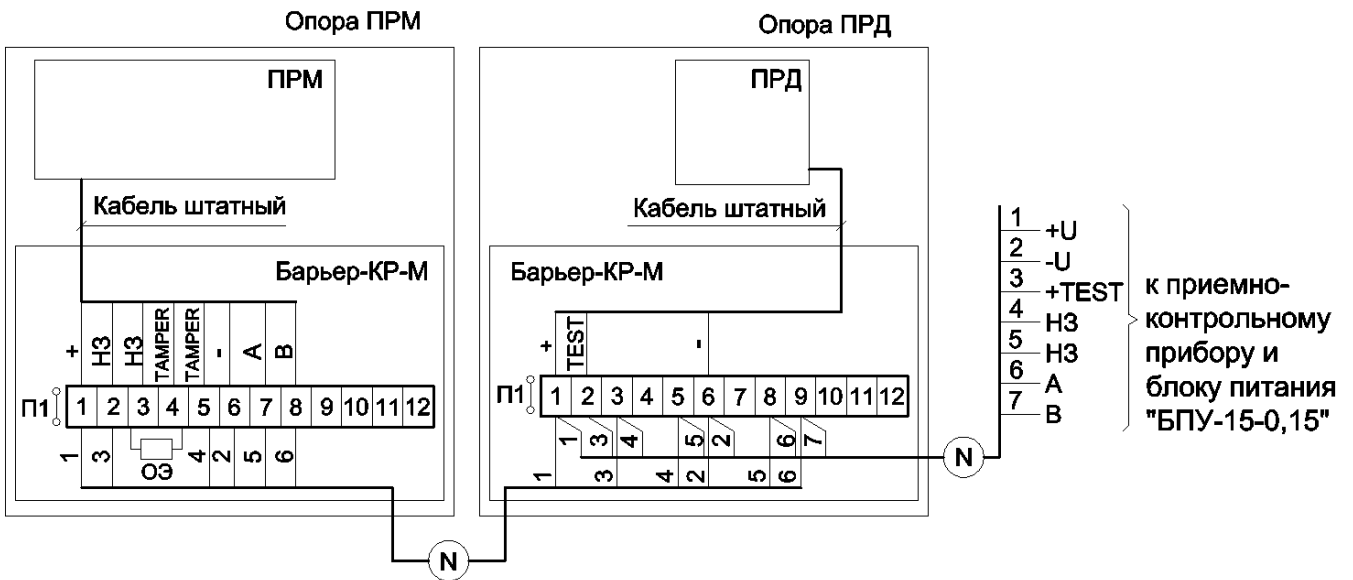 Опора ПРМ
ПРМ
Кабель штатный
Барьер-КР-М
+ НЗ НЗ TAMPER TAMPER - A B
П1 1 2 3 4 5 6 7 8 9 10 11 12
1 3 ОЭ 4 2 5 6
N
Опора ПРД
ПРД
Кабель штатный
Барьер-КР-М
+ TEST -
П1 1 2 3 4 5 6 7 8 9 10 11 12
1 3 4 5 2 6 7
1 3 4 2 5 6
N
1 +U
2 -U
3 +TEST
4 НЗ
5 НЗ
6 A
7 B
к приемно-
контрольному
прибору и
блоку питания
"БПУ-15-0,15"